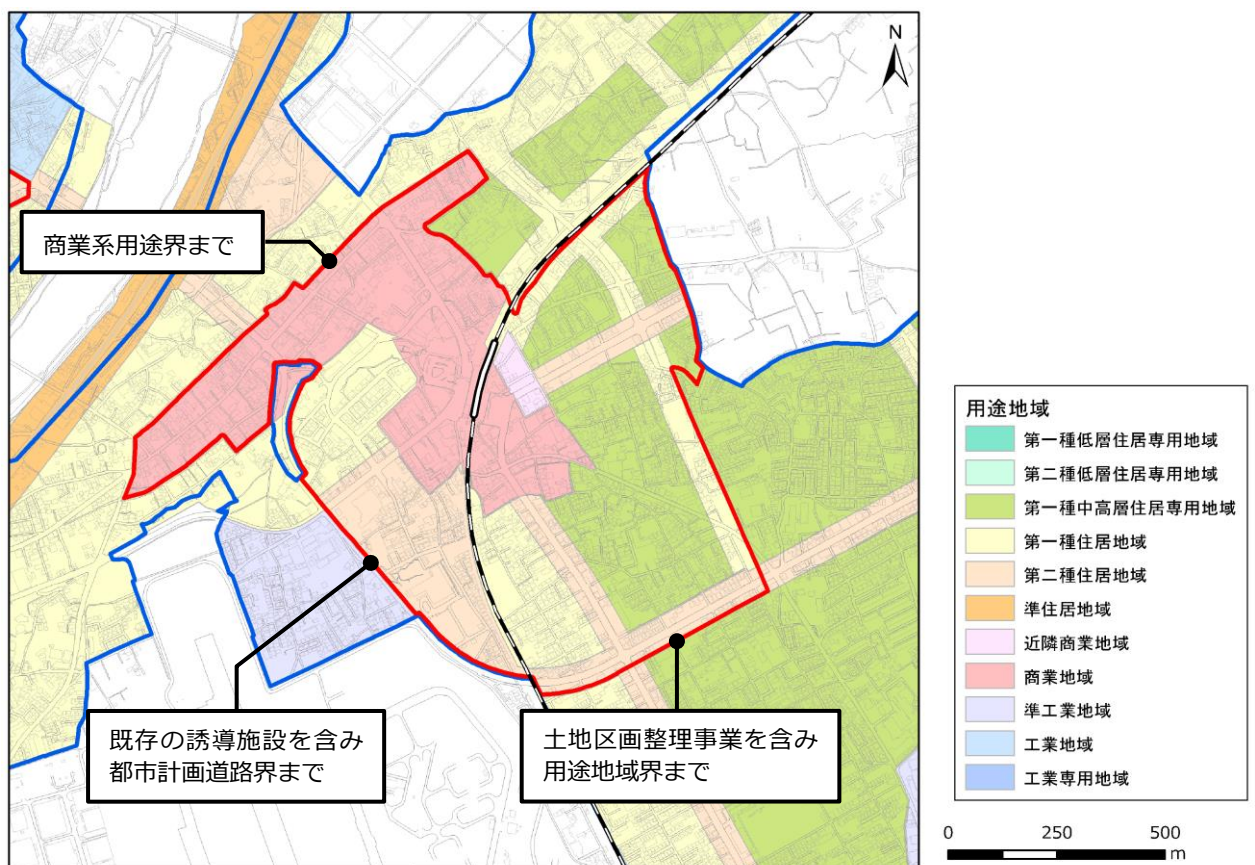 N
商業系用途界まで
既存の誘導施設を含み
都市計画道路界まで
土地区画整理事業を含み
用途地域界まで
用途地域
第一種低層住居専用地域
第二種低層住居専用地域
第一種中高層住居専用地域
第一種住居地域
第二種住居地域
準住居地域
近隣商業地域
商業地域
準工業地域
工業地域
工業専用地域
0 250 500
m